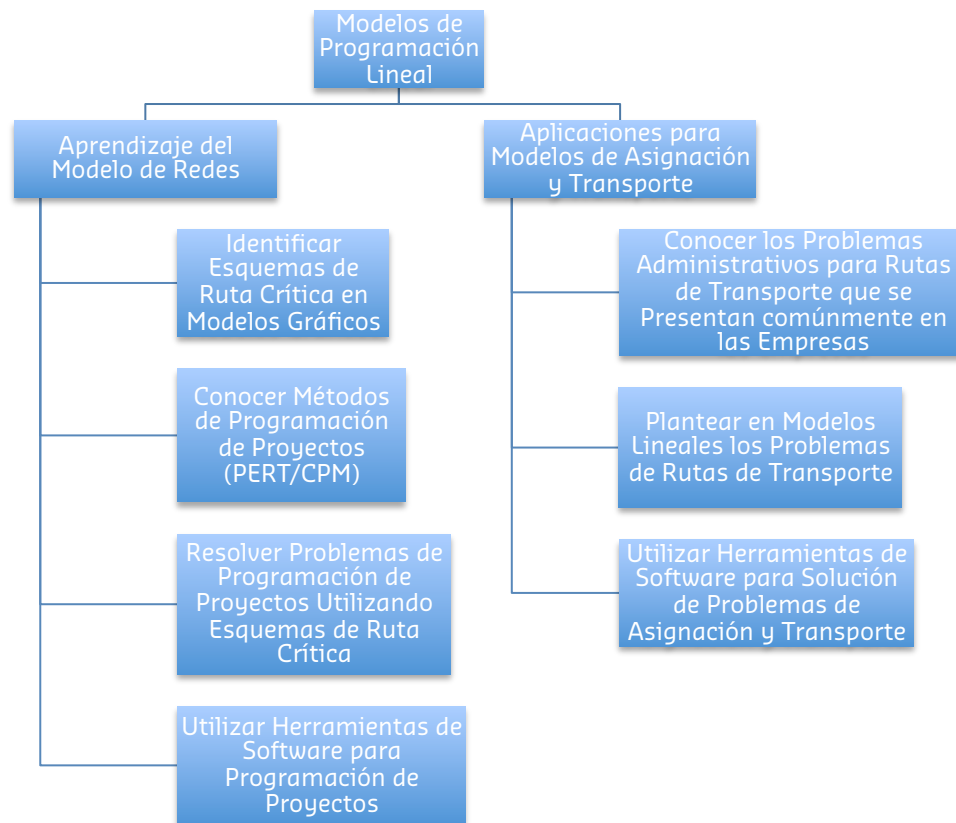 Modelos de
Programación
Lineal
Aprendizaje del
Modelo de Redes
Identificar
Esquemas de
Ruta Crítica en
Modelos Gráficos
Conocer Métodos
de Programación
de Proyectos
(PERT/CPM)
Resolver Problemas de
Programación de
Proyectos Utilizando
Esquemas de Ruta
Crítica
Utilizar Herramientas de
Software para
Programación de
Proyectos
Aplicaciones para
Modelos de Asignación
y Transporte
Conocer los Problemas
Administrativos para Rutas
de Transporte que se
Presentan comúnmente en
las Empresas
Plantear en Modelos
Lineales los Problemas
de Rutas de Transporte
Utilizar Herramientas de
Software para Solución
de Problemas de
Asignación y Transporte